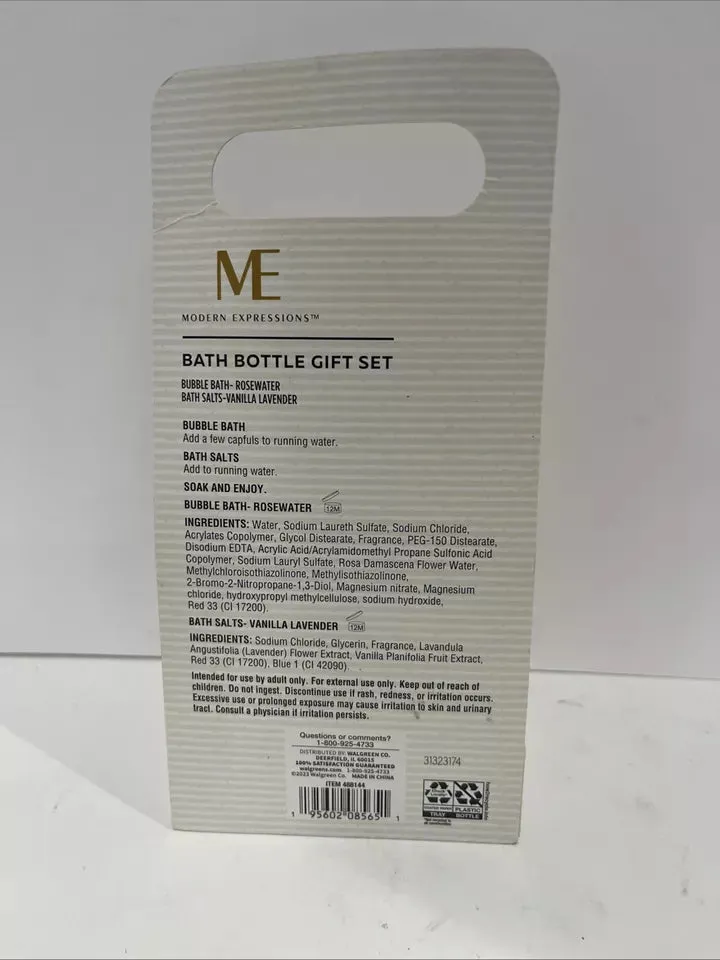 ME
MODERN EXPRESSIONS™
BATH BOTTLE GIFT SET
BUBBLE BATH- ROSEWATER
BATH SALTS-VANILLA LAVENDER
BUBBLE BATH
Add a few capfuls to running water.
BATH SALTS
Add to running water.
SOAK AND ENJOY.
BUBBLE BATH- ROSEWATER 12M
INGREDIENTS: Water, Sodium Laureth Sulfate, Sodium Chloride,
Acrylates Copolymer, Glycol Distearate, Fragrance, PEG-150 Distearate,
Disodium EDTA, Acrylic Acid/Acrylamidomethyl Propane Sulfonic Acid
Copolymer, Sodium Lauryl Sulfate, Rosa Damascena Flower Water,
Methylchloroisothiazolinone, Methylisothiazolinone,
2-Bromo-2-Nitropropane-1,3-Diol, Magnesium nitrate, Magnesium
chloride, hydroxypropyl methylcellulose, sodium hydroxide,
Red 33 (CI 17200).
BATH SALTS- VANILLA LAVENDER 12M
INGREDIENTS: Sodium Chloride, Glycerin, Fragrance, Lavandula
Angustifolia (Lavender) Flower Extract, Vanilla Planifolia Fruit Extract,
Red 33 (CI 17200), Blue 1 (CI 42090).
Intended for use by adult only. For external use only. Keep out of reach of
children. Do not ingest. Discontinue use if rash, redness, or irritation occurs.
Excessive use or prolonged exposure may cause irritation to skin and urinary
tract. Consult a physician if irritation persists.
Questions or comments?
1-800-925-4733
DISTRIBUTED BY: WALGREEN CO.
DEERFIELD, IL 60015
100% SATISFACTION GUARANTEED
walgreens.com 1-800-925-4733
©2023 Walgreen Co. MADE IN CHINA
ITEM 488144
1 95602 08565 1
31323174
TRAY
PLASTIC
BOTTLE